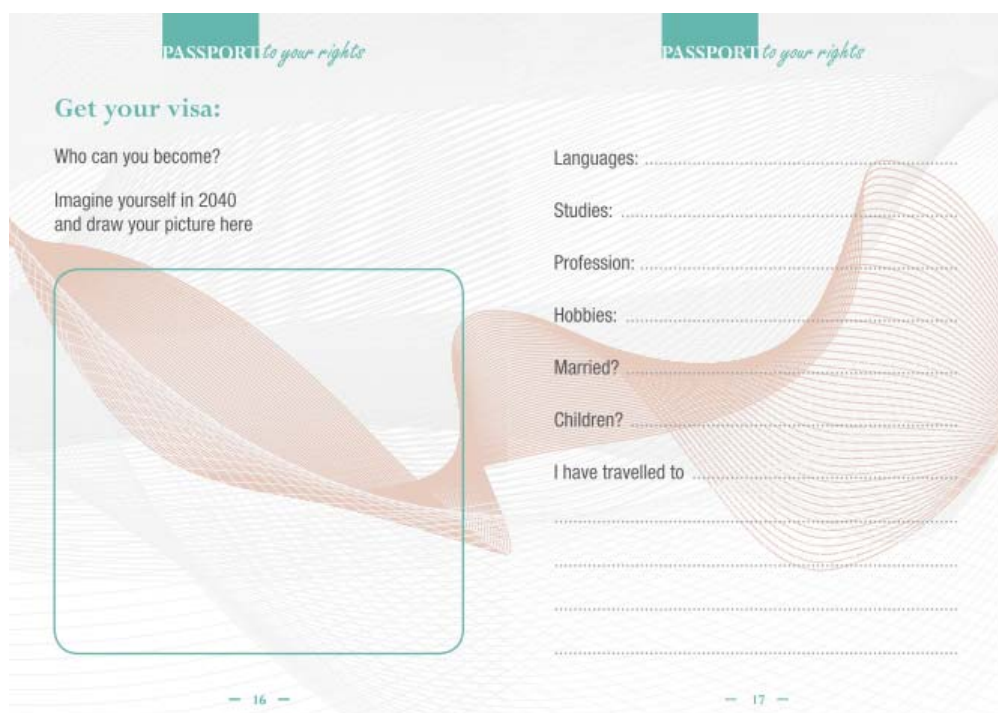 PASSPORT to your rights
Get your visa:
Who can you become?
Imagine yourself in 2040
and draw your picture here
— 16 —
PASSPORT to your rights
Languages: ....................
Studies: ....................
Profession: ....................
Hobbies: ....................
Married? ....................
Children? ....................
I have travelled to ....................
— 17 —